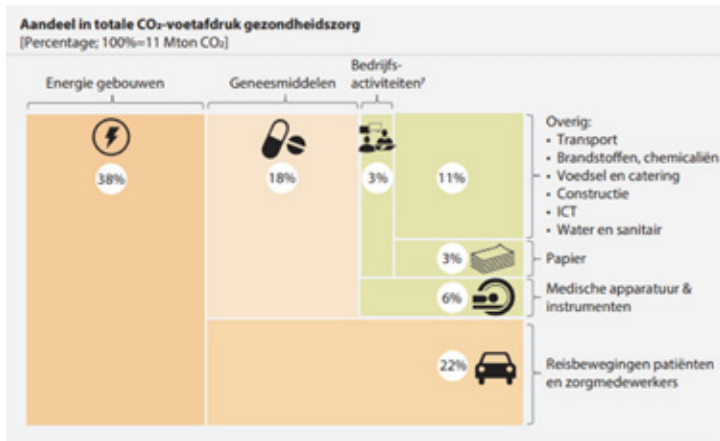 Aandeel in totale CO₂-voetafdruk gezondheidszorg
[Percentage; 100%=11 Mton CO₂]
Energie gebouwen
Geneesmiddelen
Bedrijfs-
activiteiten⁷
38%
18%
3%
11%
Overig:
• Transport
• Brandstoffen, chemicaliën
• Voedsel en catering
• Constructie
• ICT
• Water en sanitair
3%
Papier
6%
Medische apparatuur &
instrumenten
22%
Reisbewegingen patiënten
en zorgmedewerkers